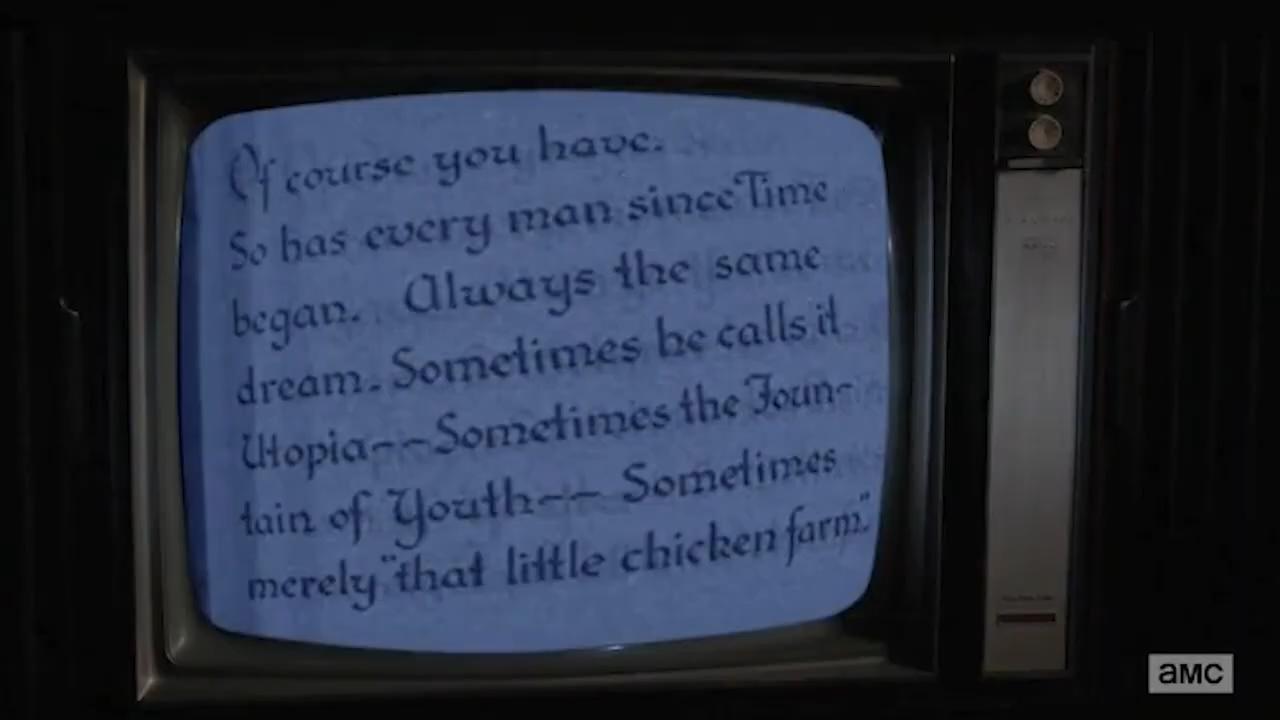 Of course you have.
So has every man since Time
began. Always the same
dream. Sometimes he calls it
Utopia--Sometimes the Foun-
tain of Youth-- Sometimes
merely "that little chicken farm."
aMC